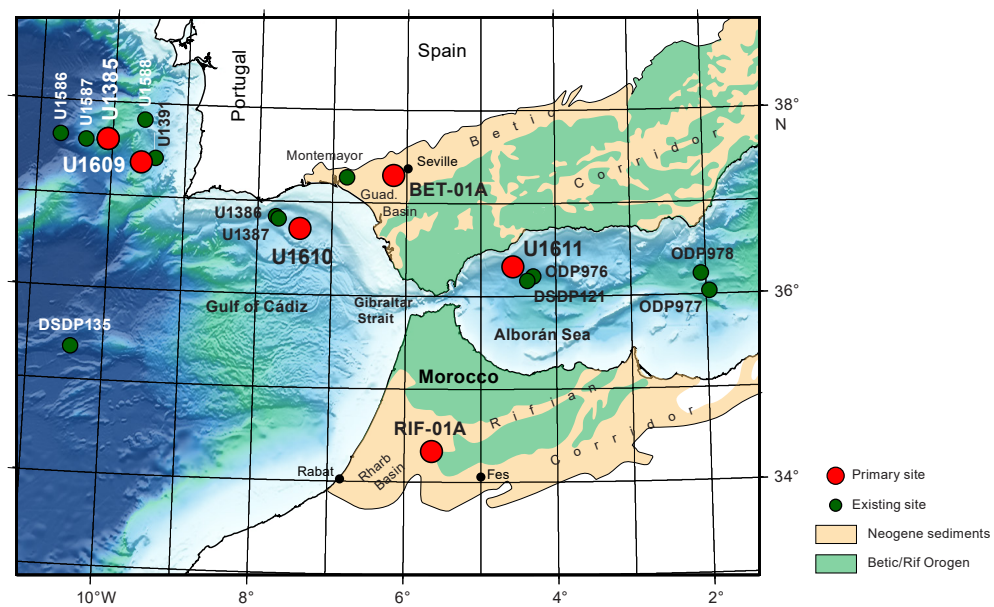 Spain
Portugal
U1586
U1587
U1385
U1588
U1391
U1609
38°
N
Betic
Corridor
Montemayor
Seville
Guad.
Basin
BET-01A
U1386
U1387
U1610
U1611
ODP976
DSDP121
ODP978
ODP977
36°
Gulf of Cádiz
Gibraltar
Strait
Alborán Sea
DSDP135
Morocco
Rifian
Corridor
RIF-01A
Rharb
Basin
Rabat
Fes
34°
Primary site
Existing site
Neogene sediments
Betic/Rif Orogen
10°W
8°
6°
4°
2°